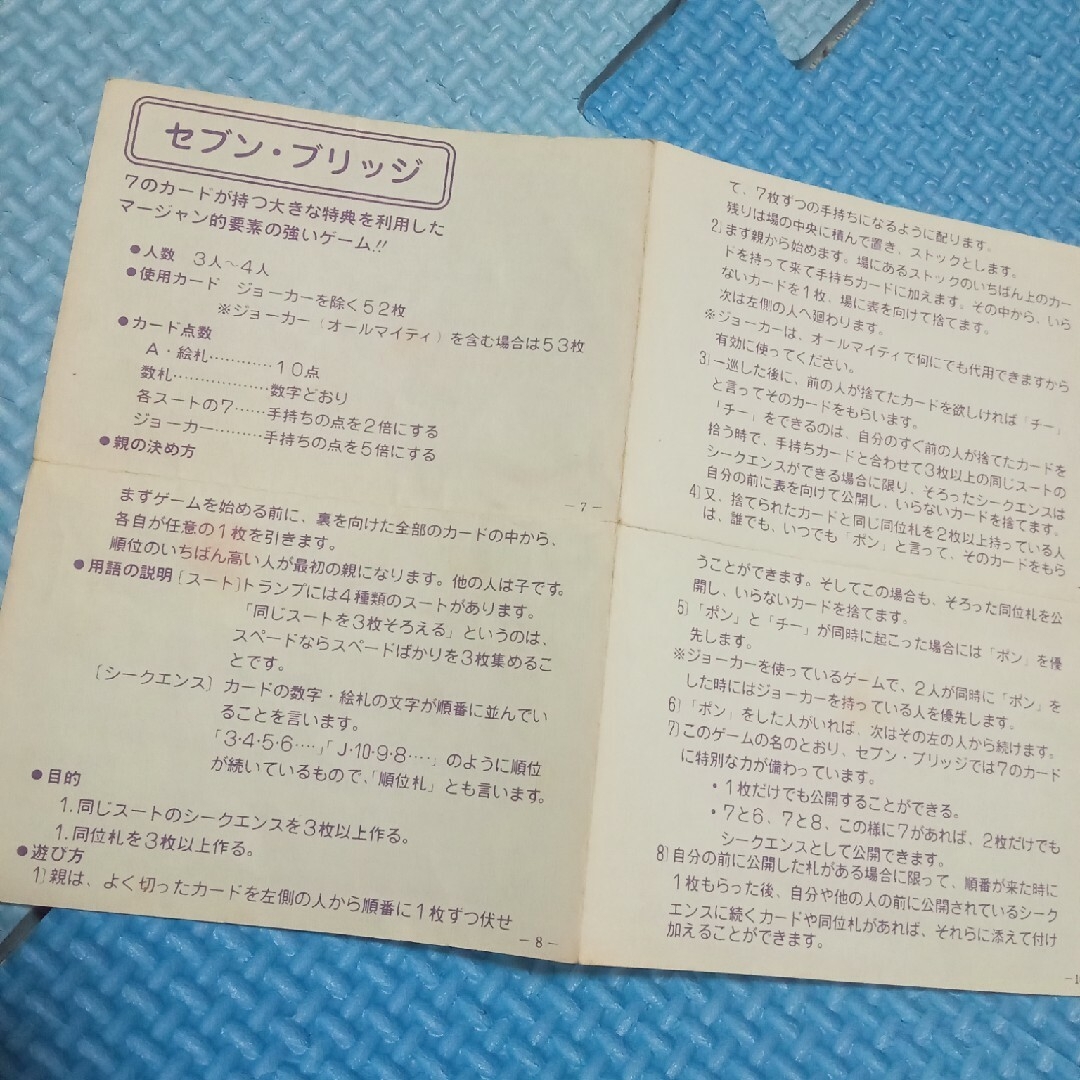 セブン・ブリッジ
7のカードが持つ大きな特典を利用した
マージャン的要素の強いゲーム!!
●人数 3人～4人
●使用カード ジョーカーを除く52枚
※ジョーカー(オールマイティ)を含む場合は53枚
●カード点数
A・絵札…………10点
数札………………数字どおり
各スートの7……手持ちの点を2倍にする
ジョーカー………手持ちの点を5倍にする
●親の決め方
－7－
まずゲームを始める前に、裏を向けた全部のカードの中から、
各自が任意の1枚を引きます。
順位のいちばん高い人が最初の親になります。他の人は子です。
●用語の説明〔スート〕トランプには4種類のスートがあります。
「同じスートを3枚そろえる」というのは、
スペードならスペードばかりを3枚集めるこ
とです。
〔シークエンス〕カードの数字・絵札の文字が順番に並んでい
ることを言います。
「3・4・5・6……」「J・10・9・8……」のように順位
が続いているもので、「順位札」とも言います。
●目的
1.同じスートのシークエンスを3枚以上作る。
1.同位札を3枚以上作る。
●遊び方
1)親は、よく切ったカードを左側の人から順番に1枚ずつ伏せ
－8－
て、7枚ずつの手持ちになるように配ります。
残りは場の中央に積んで置き、ストックとします。
2)まず親から始めます。場にあるストックのいちばん上のカー
ドを持って来て手持ちカードに加えます。その中から、いら
ないカードを1枚、場に表を向けて捨てます。
次は左側の人へ廻わります。
※ジョーカーは、オールマイティで何にでも代用できますから
有効に使ってください。
3)一巡した後に、前の人が捨てたカードを欲しければ「チー」
と言ってそのカードをもらいます。
「チー」をできるのは、自分のすぐ前の人が捨てたカードを
拾う時で、手持ちカードと合わせて3枚以上の同じスートの
シークエンスができる場合に限り、そろったシークエンスは
自分の前に表を向けて公開し、いらないカードを捨てます。
4)又、捨てられたカードと同じ同位札を2枚以上持っている人
は、誰でも、いつでも「ポン」と言って、そのカードをもら
うことができます。そしてこの場合も、そろった同位札を公
開し、いらないカードを捨てます。
5)「ポン」と「チー」が同時に起こった場合には「ポン」を優
先します。
※ジョーカーを使っているゲームで、2人が同時に「ポン」を
した時にはジョーカーを持っている人を優先します。
6)「ポン」をした人がいれば、次はその左の人から続けます。
7)このゲームの名のとおり、セブン・ブリッジでは7のカード
に特別な力が備わっています。
・1枚だけでも公開することができる。
・7と6、7と8、この様に7があれば、2枚だけでも
シークエンスとして公開できます。
8)自分の前に公開した札がある場合に限って、順番が来た時に
1枚もらった後、自分や他の人の前に公開されているシーク
エンスに続くカードや同位札があれば、それらに添えて付け
加えることができます。
－1